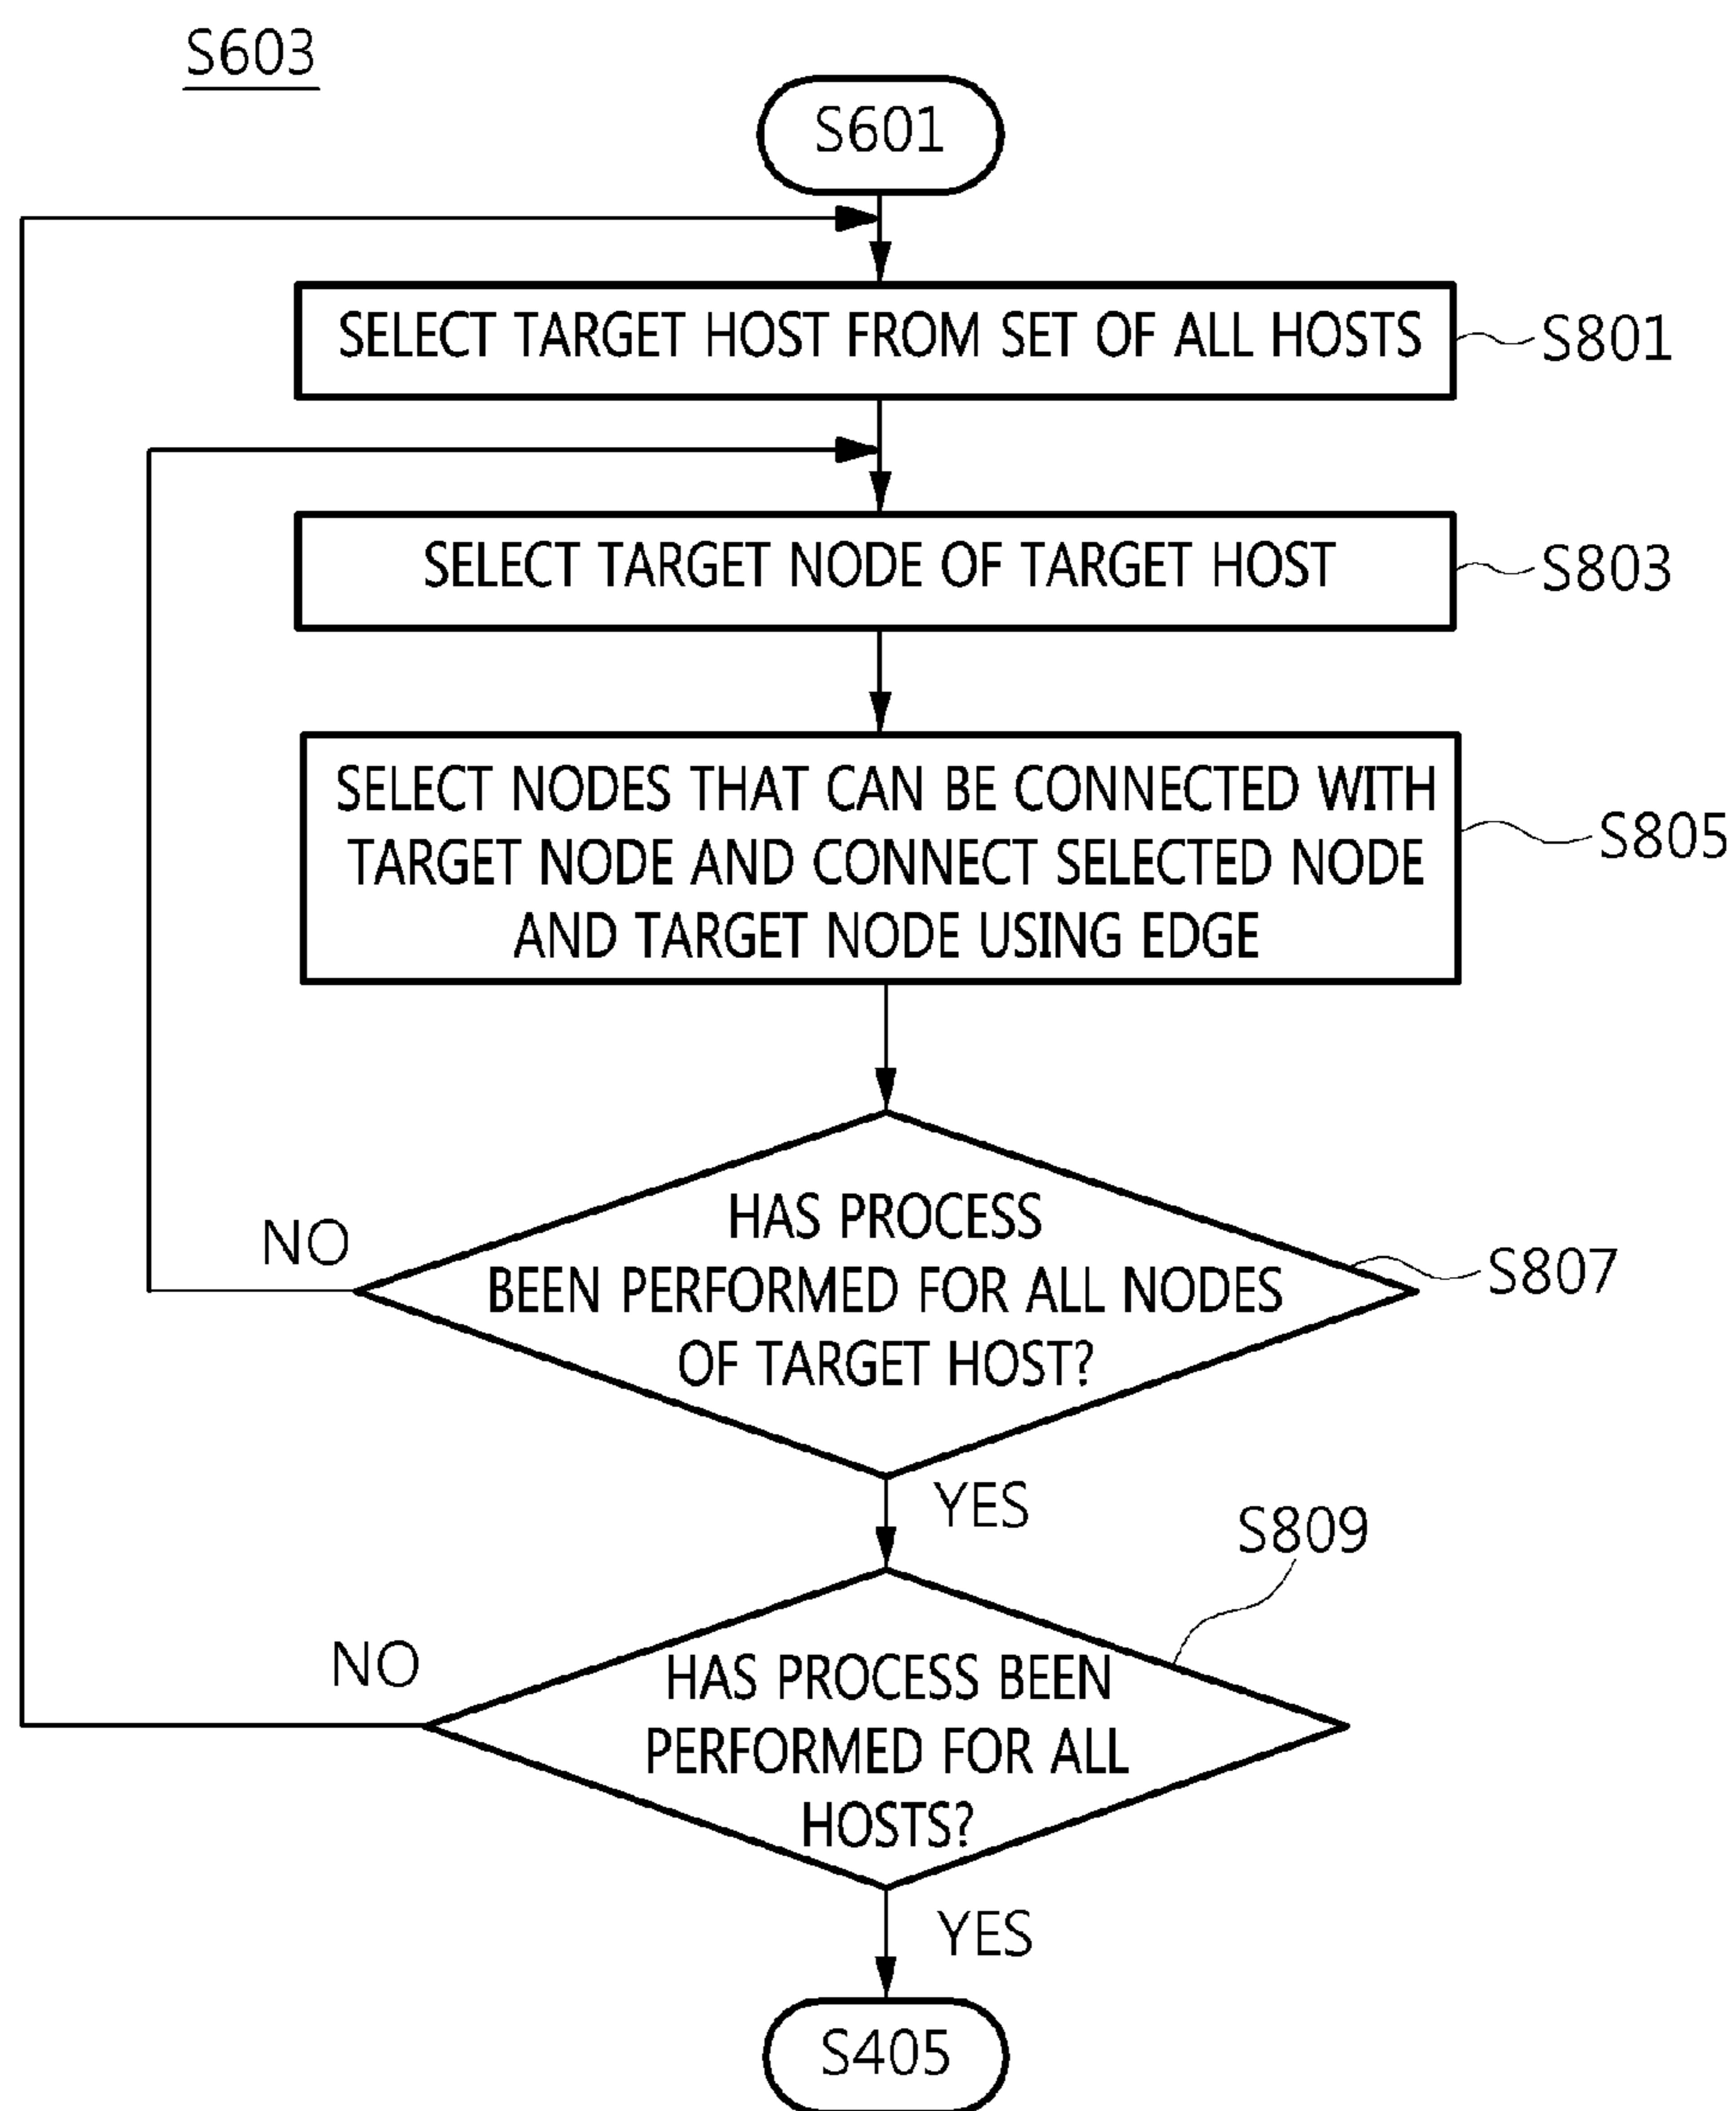 S603
S601
SELECT TARGET HOST FROM SET OF ALL HOSTS
S801
SELECT TARGET NODE OF TARGET HOST
S803
SELECT NODES THAT CAN BE CONNECTED WITH
TARGET NODE AND CONNECT SELECTED NODE
AND TARGET NODE USING EDGE
S805
HAS PROCESS
BEEN PERFORMED FOR ALL NODES
OF TARGET HOST?
S807
NO
YES
S809
HAS PROCESS BEEN
PERFORMED FOR ALL
HOSTS?
NO
YES
S405